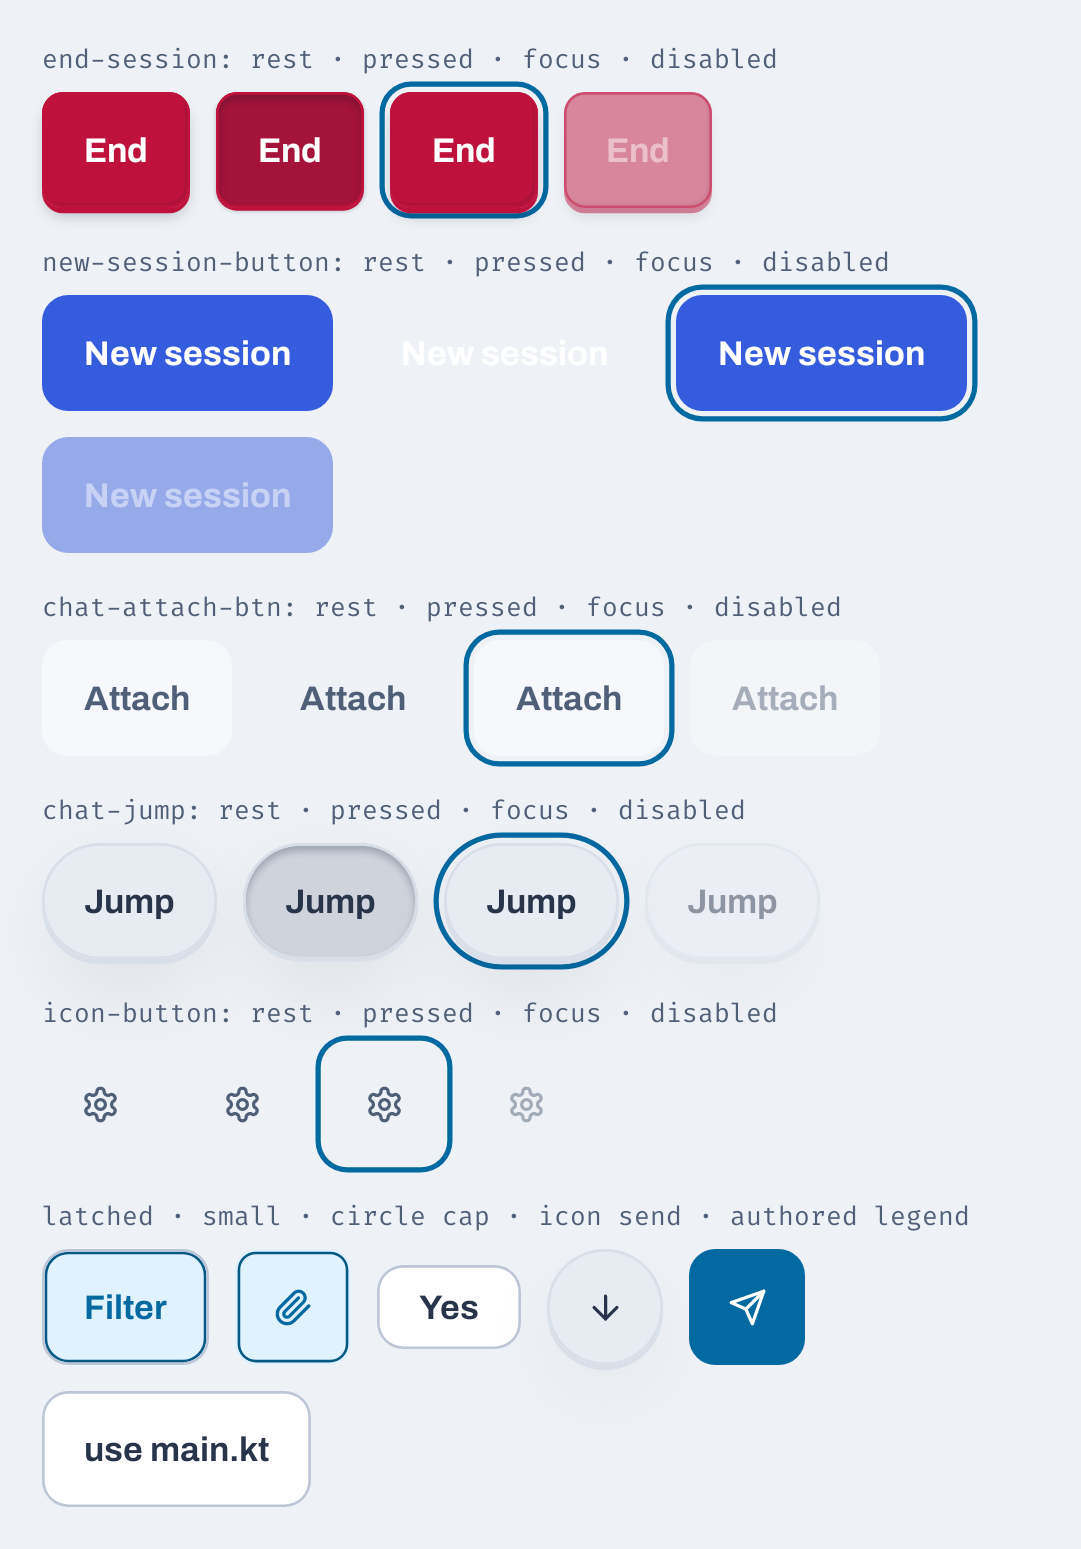 end-session: rest · pressed · focus · disabled
End End End End
new-session-button: rest · pressed · focus · disabled
New session New session New session
New session
chat-attach-btn: rest · pressed · focus · disabled
Attach Attach Attach Attach
chat-jump: rest · pressed · focus · disabled
Jump Jump Jump Jump
icon-button: rest · pressed · focus · disabled
latched · small · circle cap · icon send · authored legend
Filter Yes
use main.kt